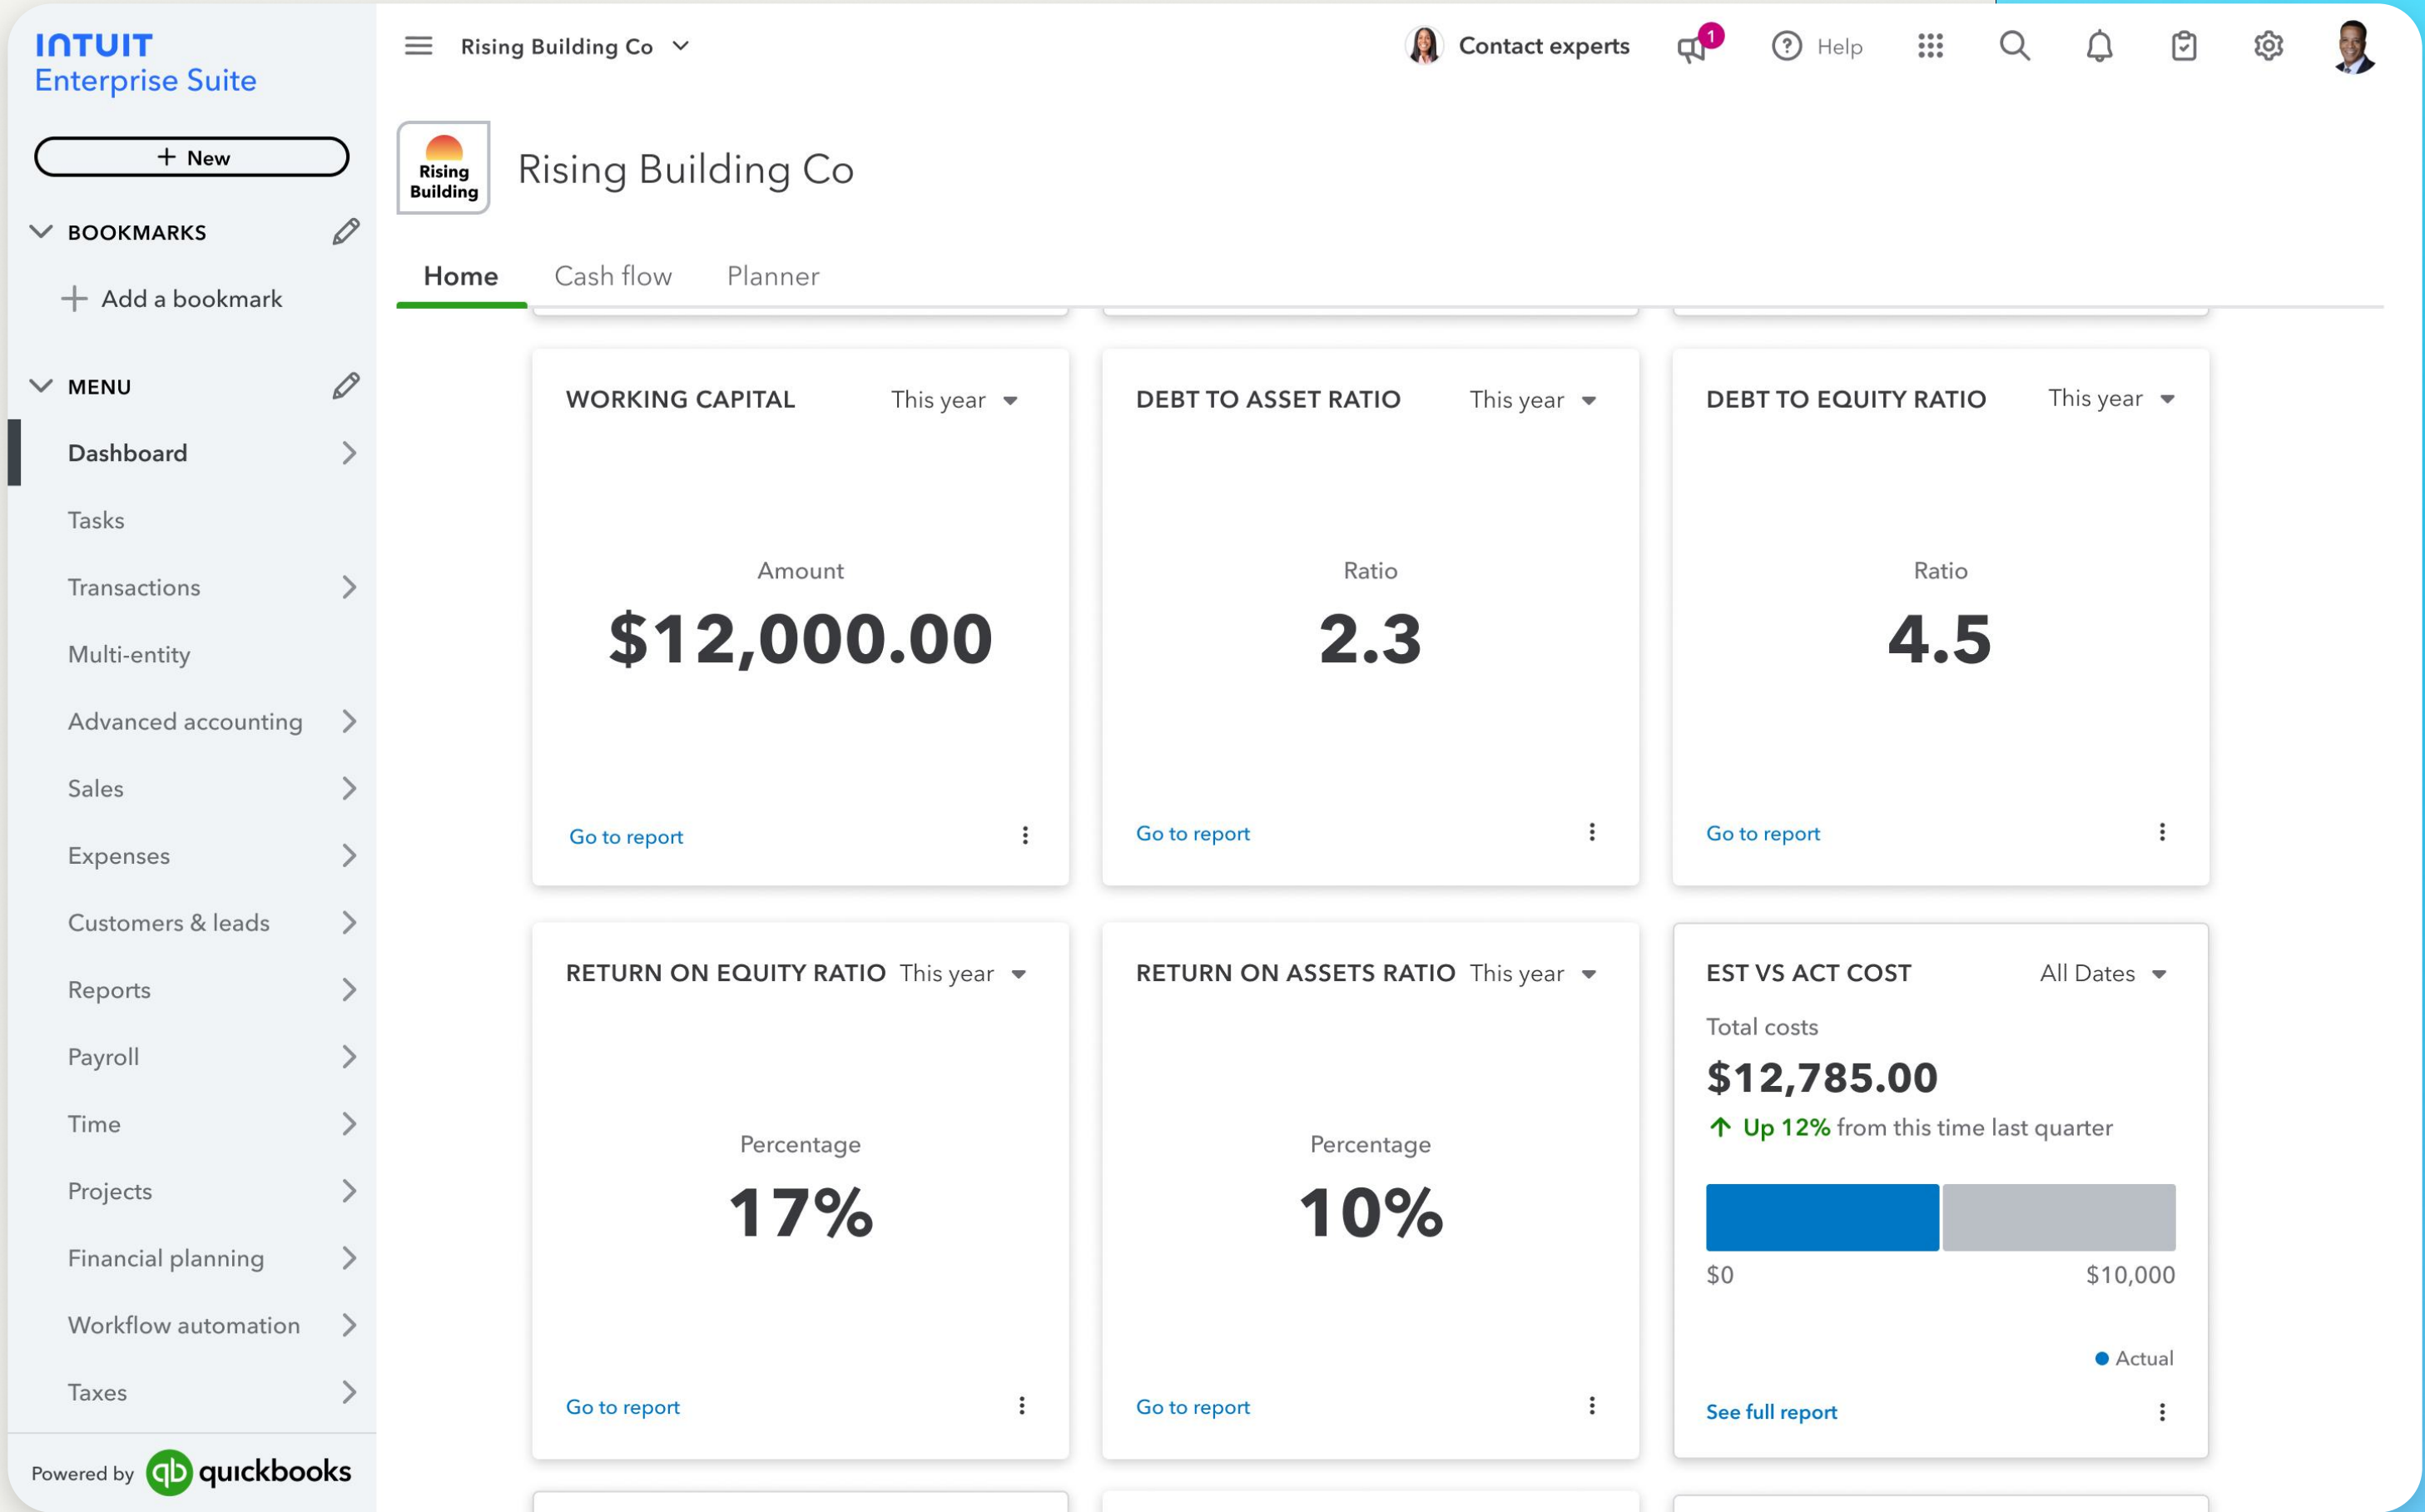 INTUIT
Enterprise Suite
+ New
BOOKMARKS
Add a bookmark
MENU
Dashboard
Tasks
Transactions
Multi-entity
Advanced accounting
Sales
Expenses
Customers & leads
Reports
Payroll
Time
Projects
Financial planning
Workflow automation
Taxes
Powered by qb quickbooks
Rising Building Co
Contact experts
1
Help
Rising
Building
Rising Building Co
Home Cash flow Planner
WORKING CAPITAL This year
Amount
$12,000.00
Go to report
DEBT TO ASSET RATIO This year
Ratio
2.3
Go to report
DEBT TO EQUITY RATIO This year
Ratio
4.5
Go to report
RETURN ON EQUITY RATIO This year
Percentage
17%
Go to report
RETURN ON ASSETS RATIO This year
Percentage
10%
Go to report
EST VS ACT COST All Dates
Total costs
$12,785.00
Up 12% from this time last quarter
$0 $10,000
Actual
See full report